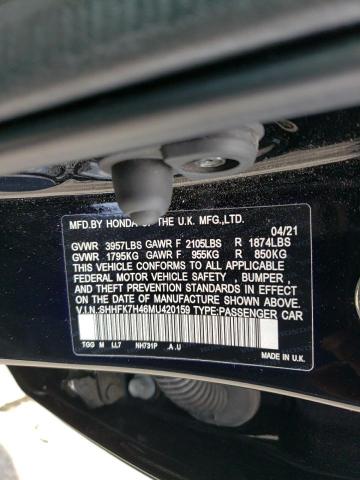 MFD.BY HONDA OF THE U.K. MFG.,LTD.
04/21
GVWR 3957LBS GAWR F 2105LBS R 1874LBS
GVWR 1795KG GAWR F 955KG R 850KG
THIS VEHICLE CONFORMS TO ALL APPLICABLE
FEDERAL MOTOR VEHICLE SAFETY , BUMPER, AND
THEFT PREVENTION STANDARDS IN EFFECT ON THE
DATE OF MANUFACTURE SHOWN ABOVE.
V.I.N.:SHHFK7H46MU420159 TYPE:PASSENGER CAR
TGG M LL7 NH731P .A.U MADE IN U.K.